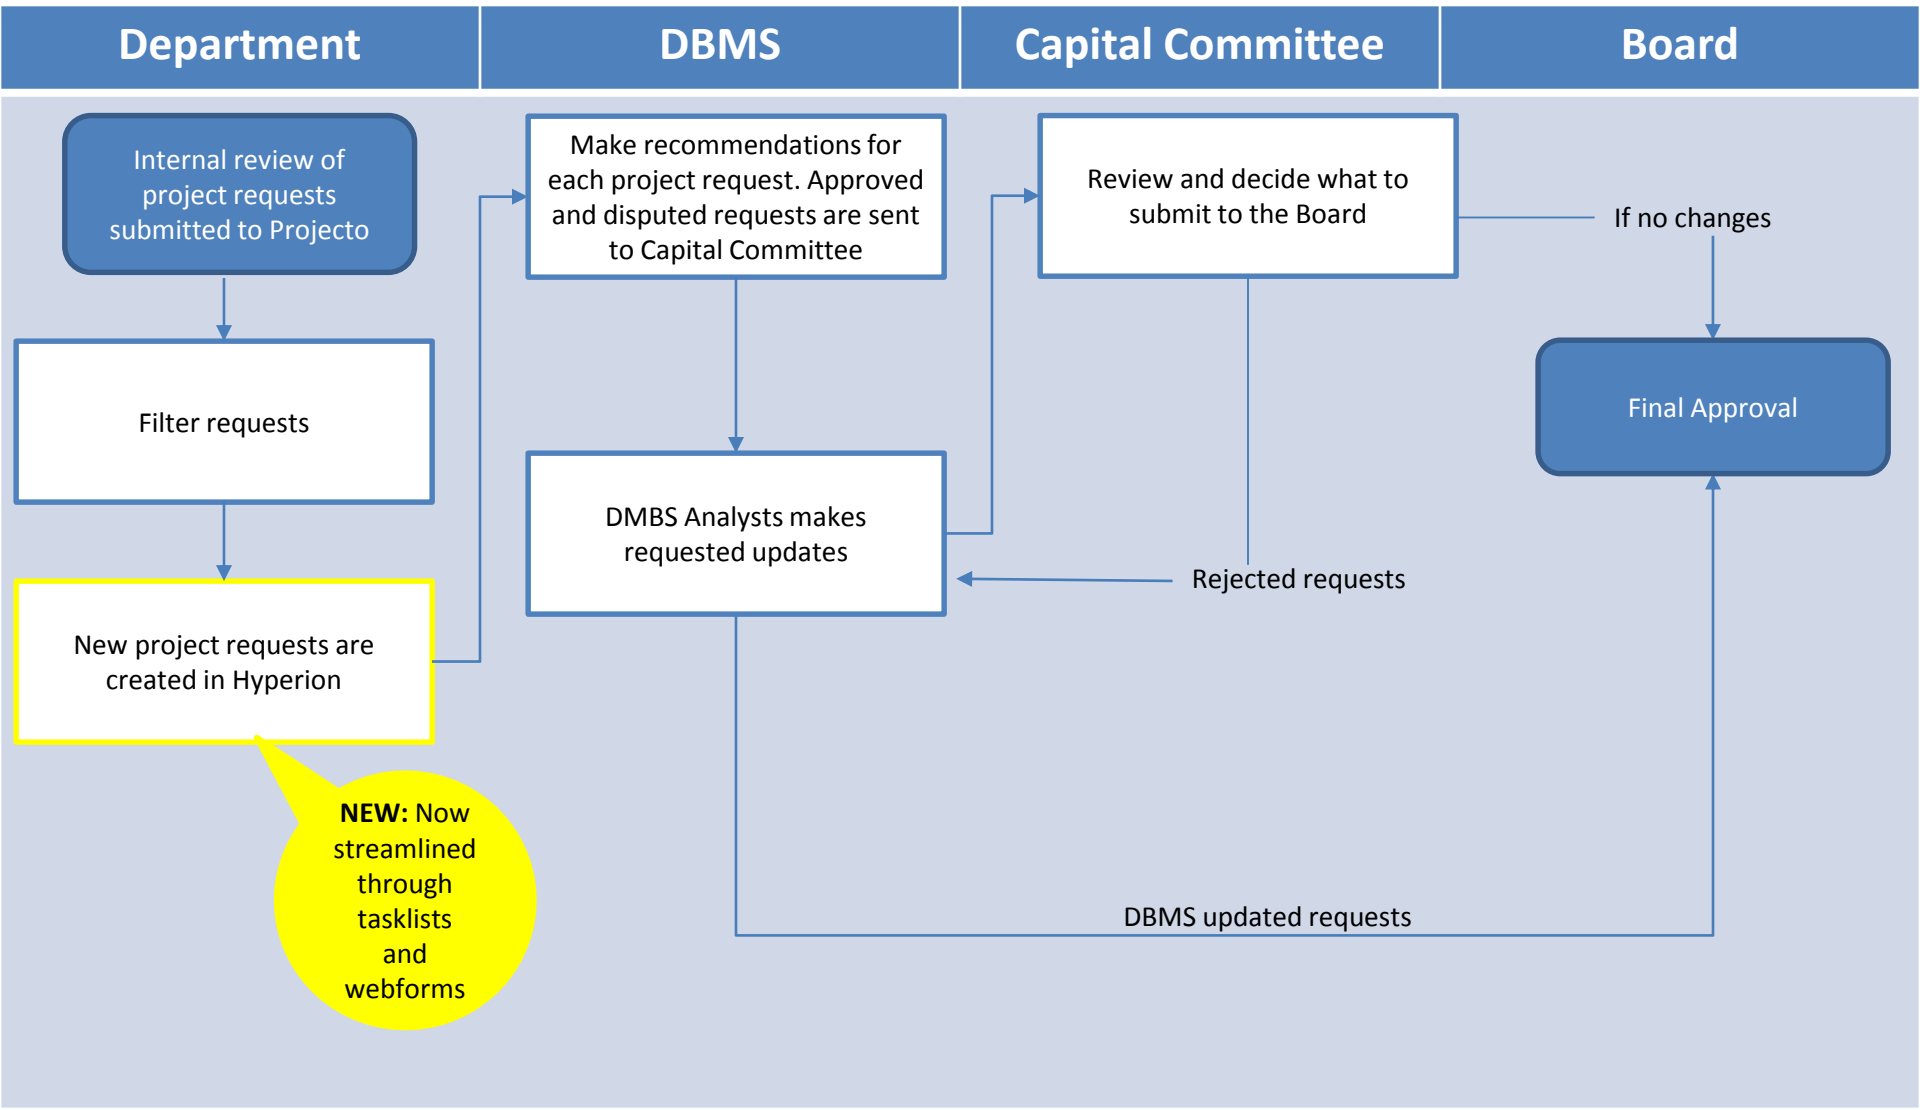 Department
DBMS
Capital Committee
Board
Internal review of
project requests
submitted to Projecto
Filter requests
New project requests are
created in Hyperion
NEW: Now
streamlined
through
tasklists
and
webforms
Make recommendations for
each project request. Approved
and disputed requests are sent
to Capital Committee
DMBS Analysts makes
requested updates
Review and decide what to
submit to the Board
Rejected requests
If no changes
Final Approval
DBMS updated requests